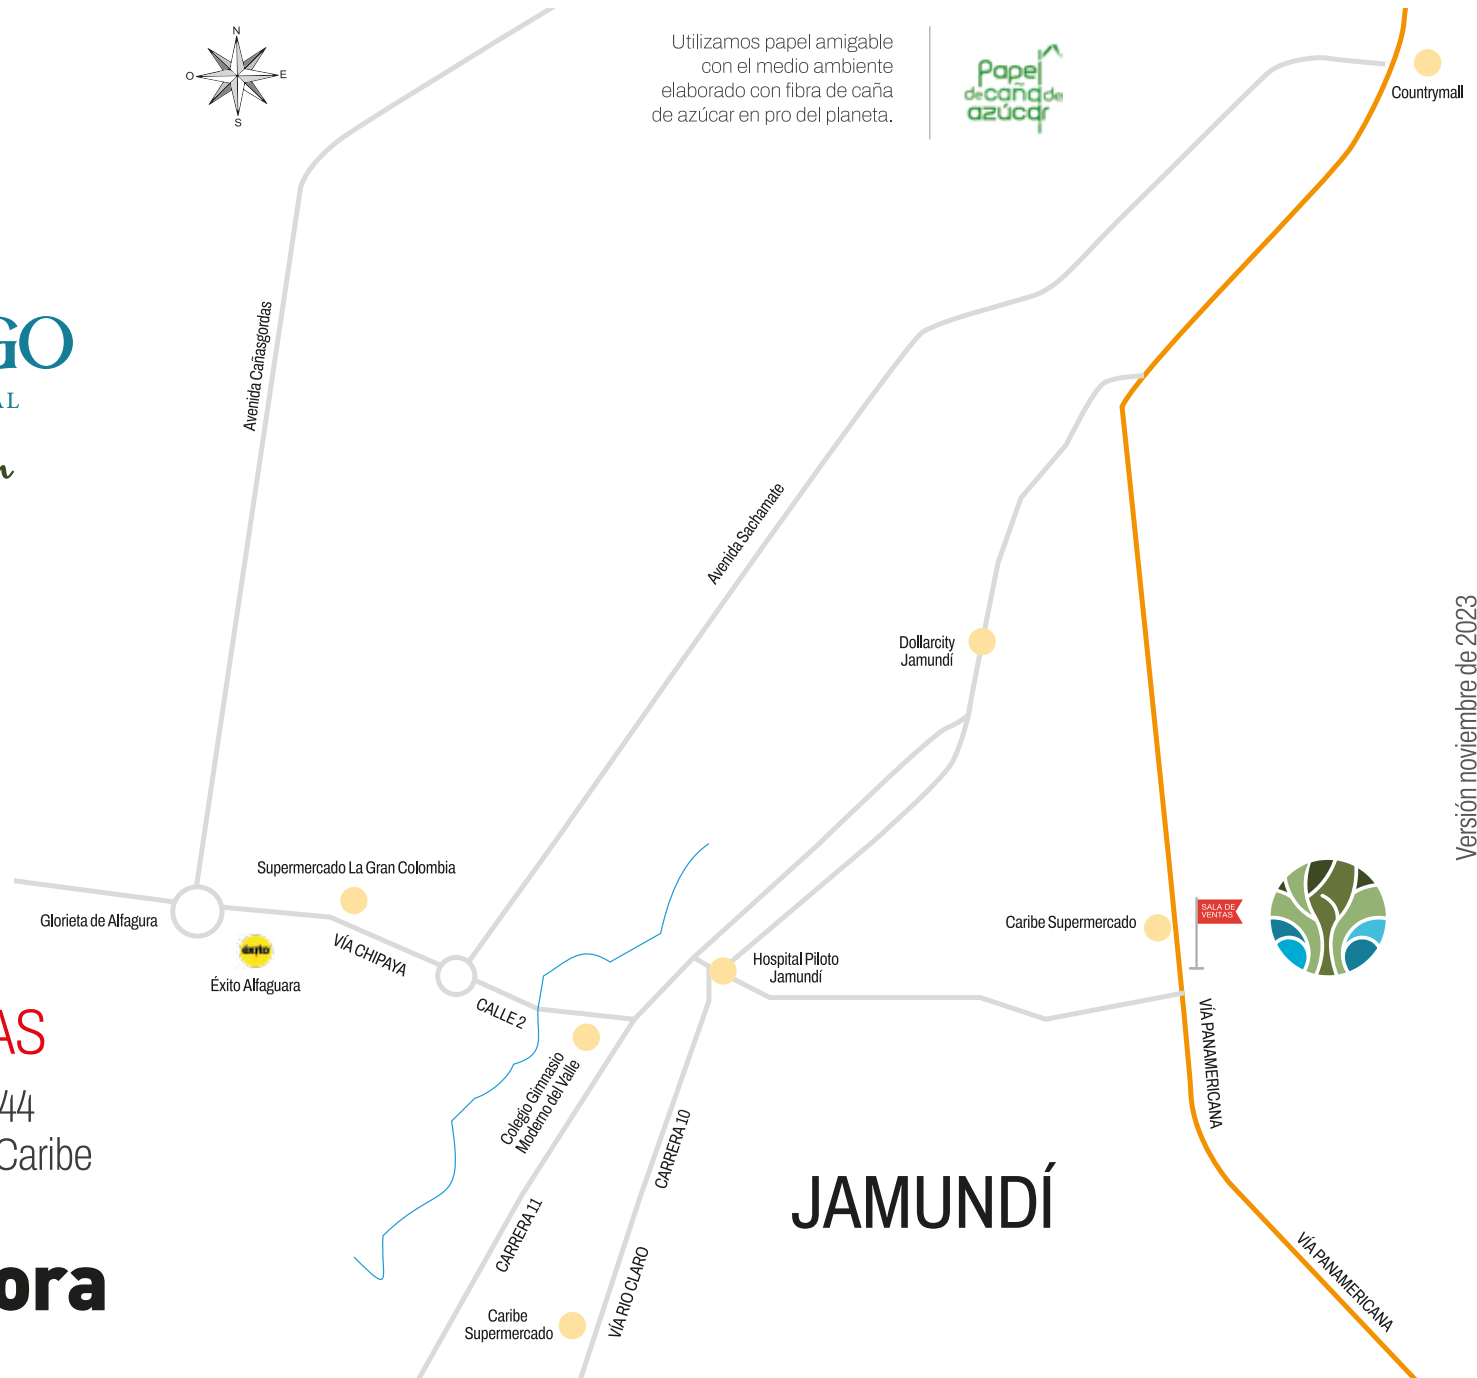 N
O
E
S
Utilizamos papel amigable
con el medio ambiente
elaborado con fibra de caña
de azúcar en pro del planeta.
Papel
de caña de
azúcar
Countrymall
GO
AL
Avenida Cañasgordas
Avenida Sachamate
Dollarcity
Jamundí
Versión noviembre de 2023
Supermercado La Gran Colombia
Glorieta de Alfagura
VÍA CHIPAYA
éxito
Éxito Alfaguara
CALLE 2
Caribe Supermercado
SALA DE
VENTAS
Hospital Piloto
Jamundí
VÍA PANAMERICANA
AS
44
Caribe
Colegio Gimnasio
Moderno del Valle
CARRERA 10
JAMUNDÍ
CARRERA 11
VÍA RIO CLARO
VÍA PANAMERICANA
ora
Caribe
Supermercado